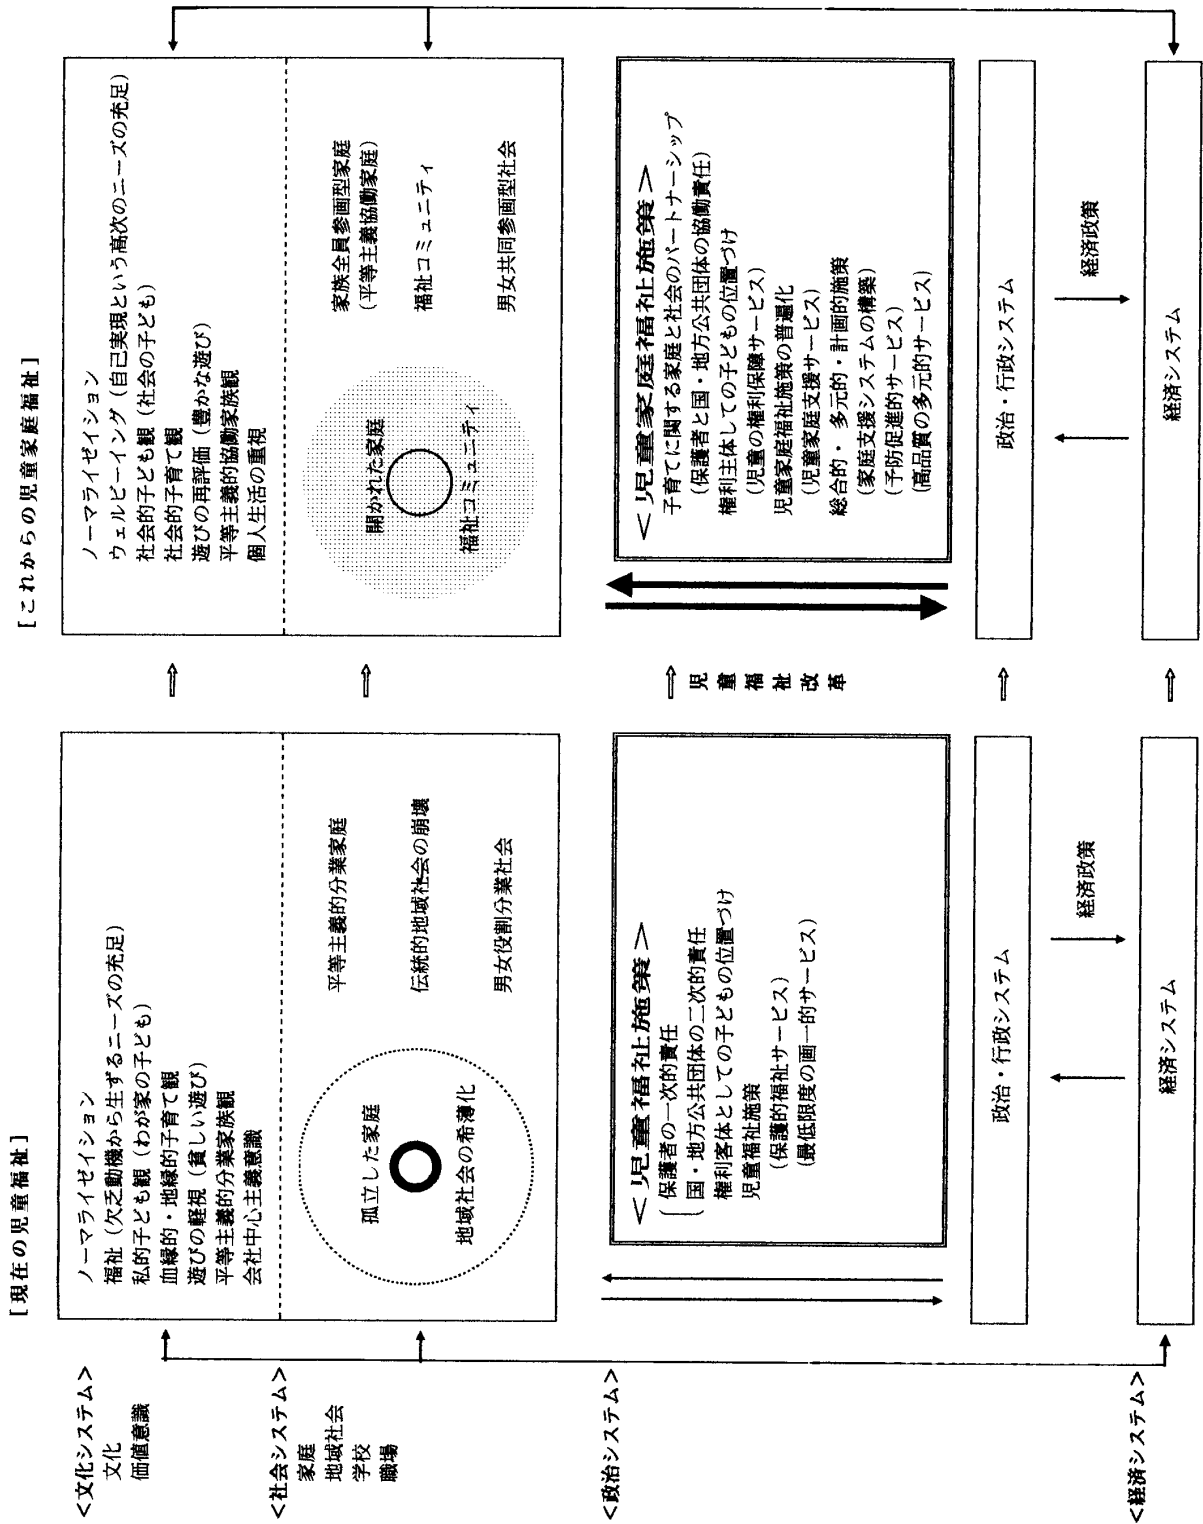 [現在の児童福祉]
[これからの児童家庭福祉]
<文化システム>
文化
価値意識
ノーマライゼイション
福祉（欠乏動機から生ずるニーズの充足）
私的子ども観（わが家の子ども）
血縁的・地縁的子育て観
遊びの軽視（貧しい遊び）
平等主義的分業家族観
会社中心主義意識
ノーマライゼイション
ウェルビーイング（自己実現という高次のニーズの充足）
社会的子ども観（社会の子ども）
社会的子育て観
遊びの再評価（豊かな遊び）
平等主義的協働家族観
個人生活の重視
<社会システム>
家庭
地域社会
学校
職場
孤立した家庭
地域社会の希薄化
平等主義的分業家庭
伝統的地域社会の崩壊
男女役割分業社会
開かれた家庭
福祉コミュニティ
家族全員参画型家庭
（平等主義協働家庭）
福祉コミュニティ
男女共同参画型社会
<政治システム>
＜児童福祉施策＞
保護者の一次的責任
国・地方公共団体の二次的責任
権利客体としての子どもの位置づけ
児童福祉施策
（保護的福祉サービス）
（最低限度の画一的サービス）
児童福祉改革
＜児童家庭福祉施策＞
子育てに関する家庭と社会のパートナーシップ
（保護者と国・地方公共団体の協働責任）
権利主体としての子どもの位置づけ
（児童の権利保障サービス）
児童家庭福祉施策の普遍化
（児童家庭支援サービス）
総合的・多元的・計画的施策
（家庭支援システムの構築）
（予防促進的サービス）
（高品質の多元的サービス）
政治・行政システム
政治・行政システム
経済政策
経済政策
<経済システム>
経済システム
経済システム